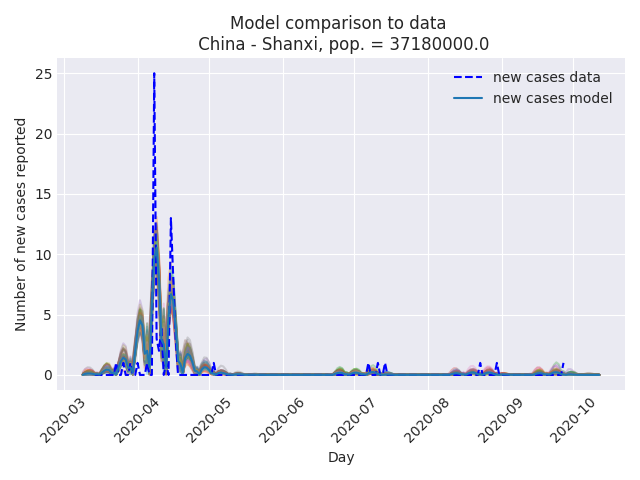 Model comparison to data
China - Shanxi, pop. = 37180000.0
new cases data
new cases model
Number of new cases reported
25
20
15
10
5
0
2020-03
2020-04
2020-05
2020-06
2020-07
2020-08
2020-09
2020-10
Day